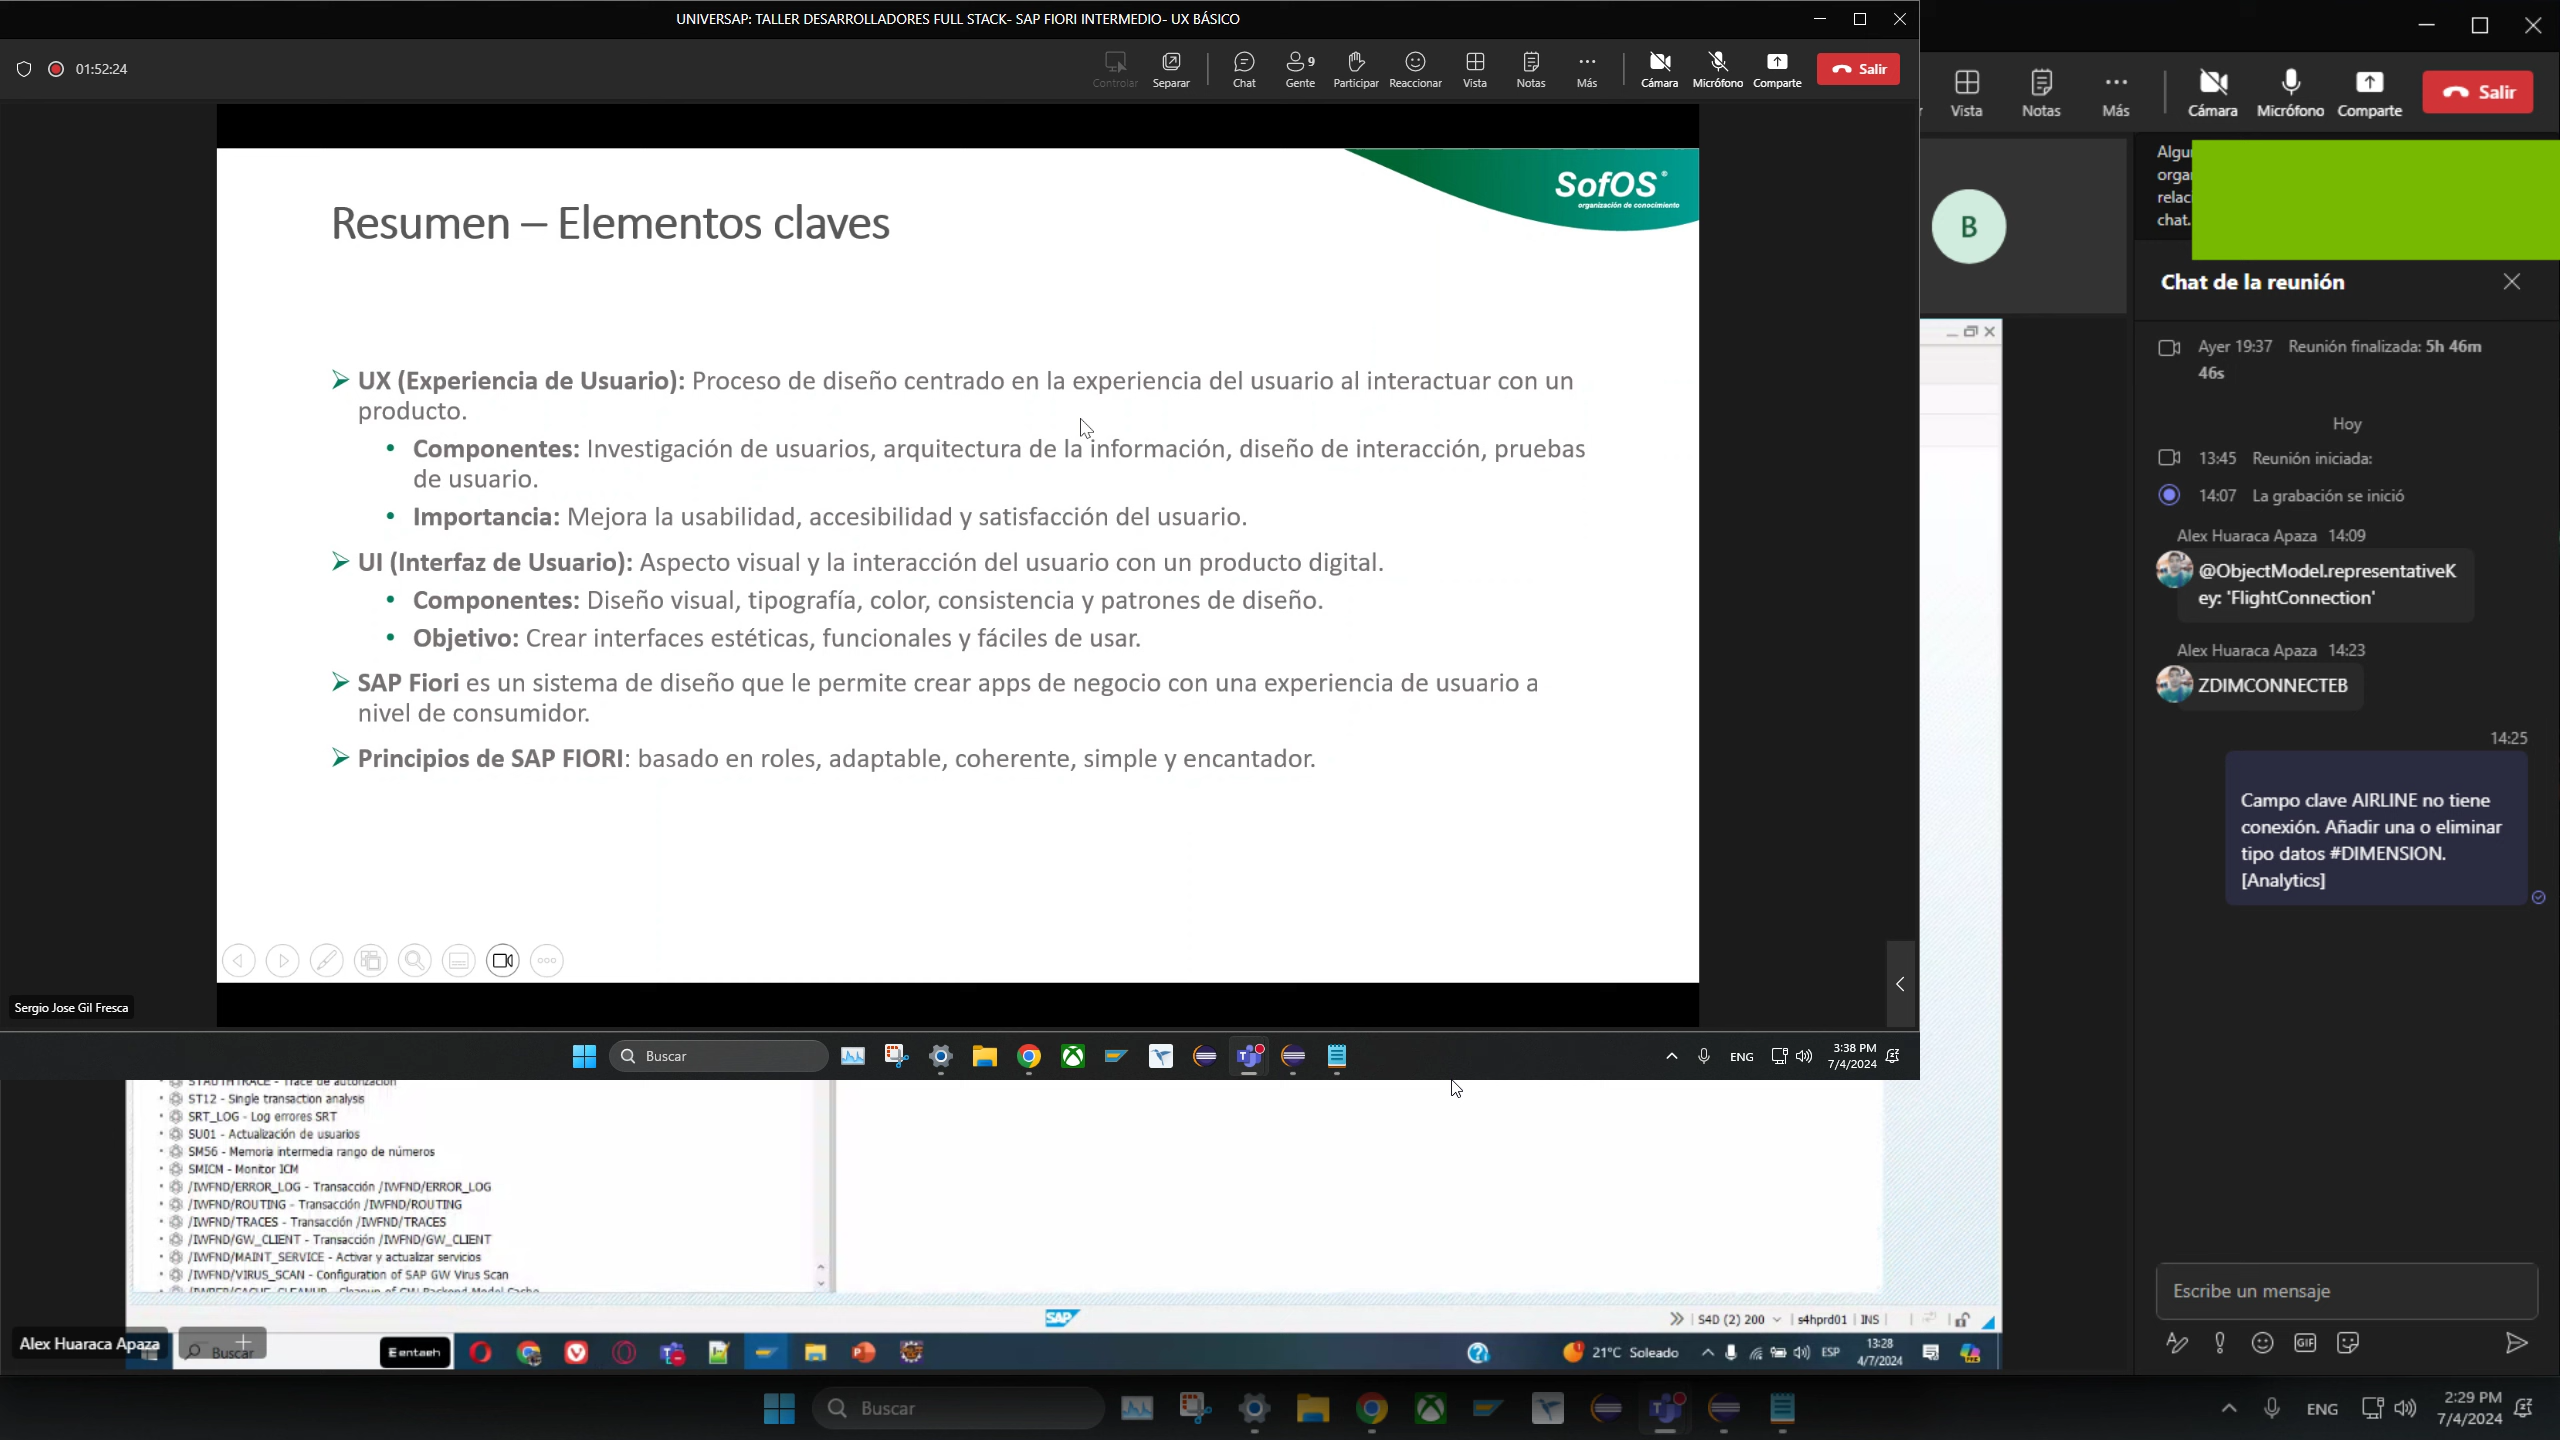 UNIVERSAP: TALLER DESARROLLADORES FULL STACK- SAP FIORI INTERMEDIO- UX BÁSICO
01:52:24
Controlar
Separar
Chat
Gente
9
Participar
Reaccionar
Vista
Notas
Más
Cámara
Micrófono
Comparte
Salir
SofOS®
organización de conocimiento
Resumen – Elementos claves
UX (Experiencia de Usuario): Proceso de diseño centrado en la experiencia del usuario al interactuar con un
producto.
Componentes: Investigación de usuarios, arquitectura de la información, diseño de interacción, pruebas
de usuario.
Importancia: Mejora la usabilidad, accesibilidad y satisfacción del usuario.
UI (Interfaz de Usuario): Aspecto visual y la interacción del usuario con un producto digital.
Componentes: Diseño visual, tipografía, color, consistencia y patrones de diseño.
Objetivo: Crear interfaces estéticas, funcionales y fáciles de usar.
SAP Fiori es un sistema de diseño que le permite crear apps de negocio con una experiencia de usuario a
nivel de consumidor.
Principios de SAP FIORI: basado en roles, adaptable, coherente, simple y encantador.
Sergio Jose Gil Fresca
Buscar
ENG
3:38 PM
7/4/2024
Vista
Notas
Más
Cámara
Micrófono
Comparte
Salir
B
chat.
Chat de la reunión
Ayer 19:37 Reunión finalizada: 5h 46m
46s
Hoy
13:45 Reunión iniciada:
14:07 La grabación se inició
Alex Huaraca Apaza 14:09
@ObjectModel.representativeK
ey: 'FlightConnection'
Alex Huaraca Apaza 14:23
ZDIMCONNECTEB
14:25
Campo clave AIRLINE no tiene
conexión. Añadir una o eliminar
tipo datos #DIMENSION.
[Analytics]
Escribe un mensaje
GIF
STAUTHTRACE - Trace de autorización
ST12 - Single transaction analysis
SRT_LOG - Log errores SRT
SU01 - Actualización de usuarios
SM56 - Memoria intermedia rango de números
SMICM - Monitor ICM
/IWFND/ERROR_LOG - Transacción /IWFND/ERROR_LOG
/IWFND/ROUTING - Transacción /IWFND/ROUTING
/IWFND/TRACES - Transacción /IWFND/TRACES
/IWFND/GW_CLIENT - Transacción /IWFND/GW_CLIENT
/IWFND/MAINT_SERVICE - Activar y actualizar servicios
/IWFND/VIRUS_SCAN - Configuration of SAP GW Virus Scan
SAP
S4D (2) 200
s4hprd01
INS
Alex Huaraca Apaza
Buscar
21°C Soleado
ESP
13:28
4/7/2024
Buscar
ENG
2:29 PM
7/4/2024